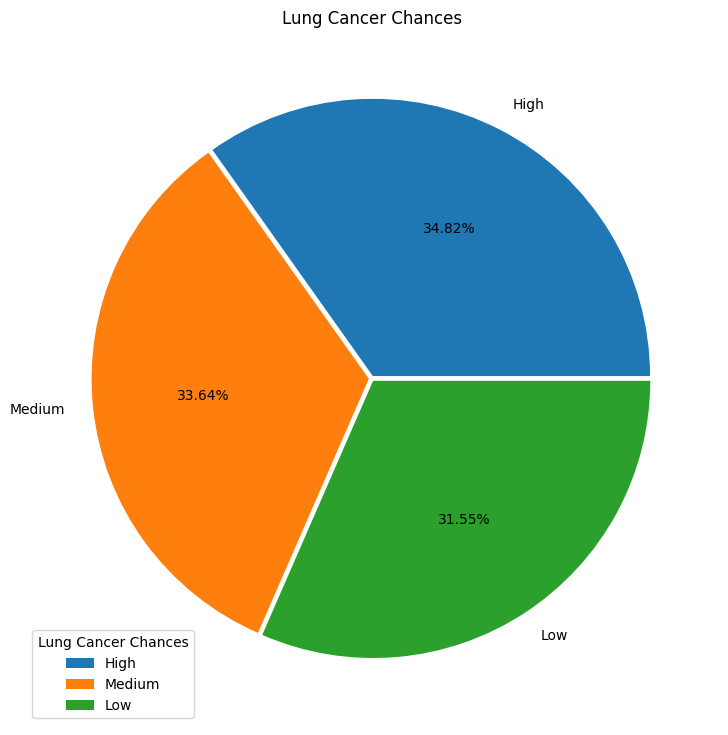 Lung Cancer Chances
High
34.82%
33.64%
Medium
31.55%
Low
Lung Cancer Chances
High
Medium
Low